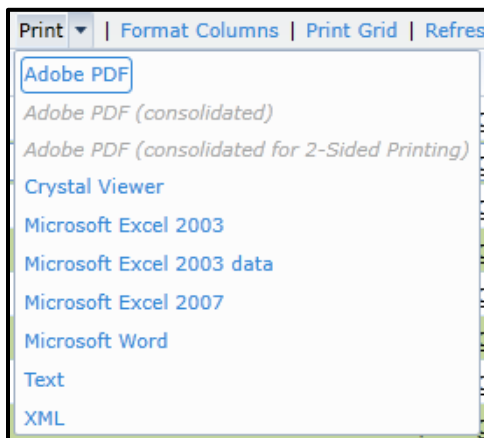 Print | Format Columns | Print Grid | Refres
Adobe PDF
Adobe PDF (consolidated)
Adobe PDF (consolidated for 2-Sided Printing)
Crystal Viewer
Microsoft Excel 2003
Microsoft Excel 2003 data
Microsoft Excel 2007
Microsoft Word
Text
XML